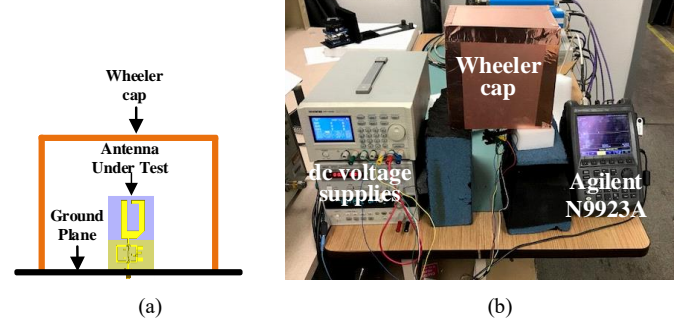 Wheeler
cap
Antenna
Under Test
Ground
Plane
(a)
Wheeler
cap
dc voltage
supplies
Agilent
N9923A
(b)